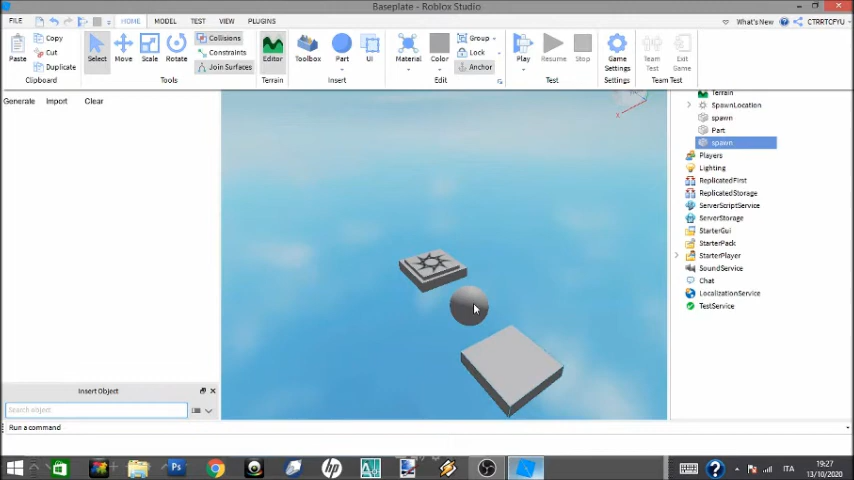 Baseplate - Roblox Studio
FILE HOME MODEL TEST VIEW PLUGINS
What's New CTRRTCFYU
Paste Copy Cut Duplicate
Clipboard
Select Move Scale Rotate Collisions Constraints Join Surfaces
Tools
Editor
Terrain
Toolbox Part UI
Insert
Material Color Group Lock Anchor
Edit
Play Resume Stop
Test
Game Settings
Settings
Team Test Exit Game
Team Test
Generate Import Clear
Terrain
SpawnLocation
spawn
Part
spawn
Players
Lighting
ReplicatedFirst
ReplicatedStorage
ServerScriptService
ServerStorage
StarterGui
StarterPack
StarterPlayer
SoundService
Chat
LocalizationService
TestService
Insert Object
Search object
Run a command
Ps
hp
ITA
19:27
13/10/2020